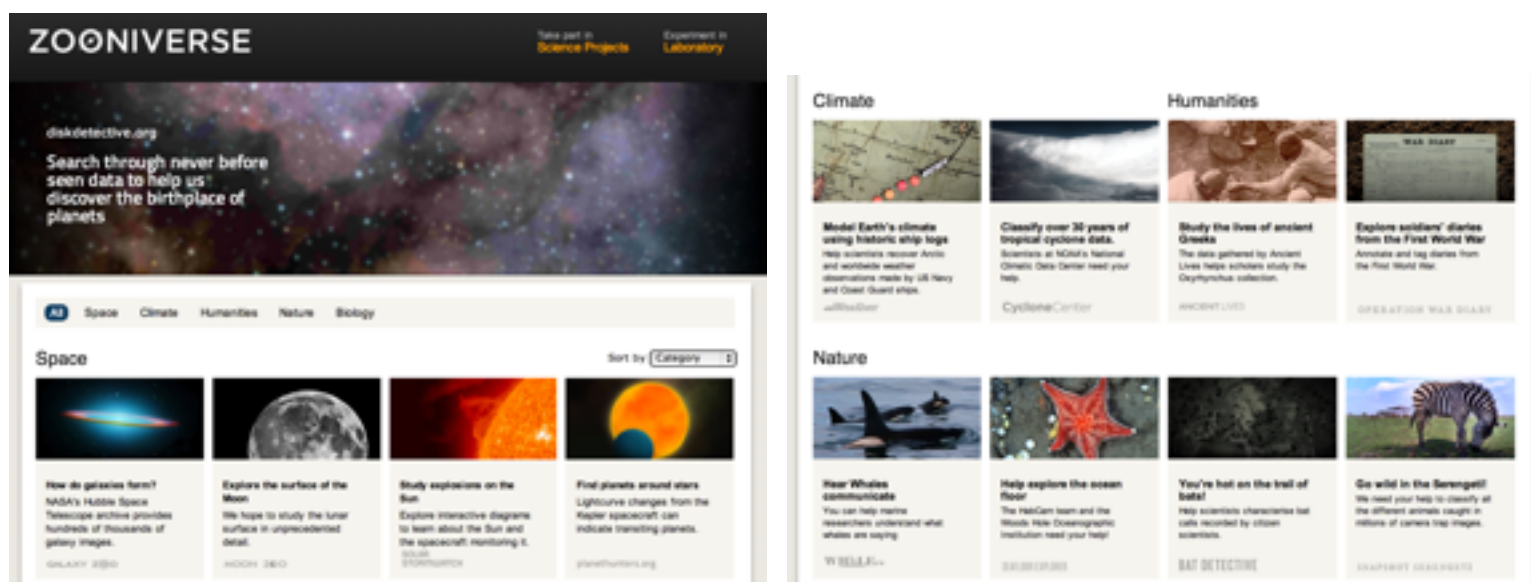 ZOONIVERSE
Take part in
Science Projects
Experiment in
Laboratory
diskdetective.org
Search through never before
seen data to help us
discover the birthplace of
planets
All Space Climate Humanities Nature Biology
Space
Sort by Category
How do galaxies form?
NASA's Hubble Space
Telescope archive provides
hundreds of thousands of
galaxy images.
GALAXY ZOO
Explore the surface of the
Moon
We hope to study the lunar
surface in unprecedented
detail.
MOON ZOO
Study explosions on the
Sun
Explore interactive diagrams
to learn about the Sun and
the spacecraft monitoring it.
SOLAR
STORMWATCH
Find planets around stars
Lightcurve changes from the
Kepler spacecraft can
indicate transiting planets.
planethunters.org
Climate
Model Earth's climate
using historic ship logs
Help scientists recover Arctic
and worldwide weather
observations made by US Navy
and Coast Guard ships.
Classify over 30 years of
tropical cyclone data.
Scientists at NOAA's National
Climatic Data Center need your
help.
CycloneCenter
Humanities
Study the lives of ancient
Greeks
The data gathered by Ancient
Lives helps scholars study the
Oxyrhynchus collection.
ANCIENT LIVES
WAR DIARY
Explore soldiers' diaries
from the First World War
Annotate and tag diaries from
the First World War.
OPERATION WAR DIARY
Nature
Hear Whales
communicate
You can help marine
researchers understand what
whales are saying
Help explore the ocean
floor
The HabCam team and the
Woods Hole Oceanographic
Institution need your help!
You're hot on the trail of
bats!
Help scientists characterise bat
calls recorded by citizen
scientists.
BAT DETECTIVE
Go wild in the Serengeti!
We need your help to classify all
the different animals caught in
millions of camera trap images.
SNAPSHOT SERENGETI